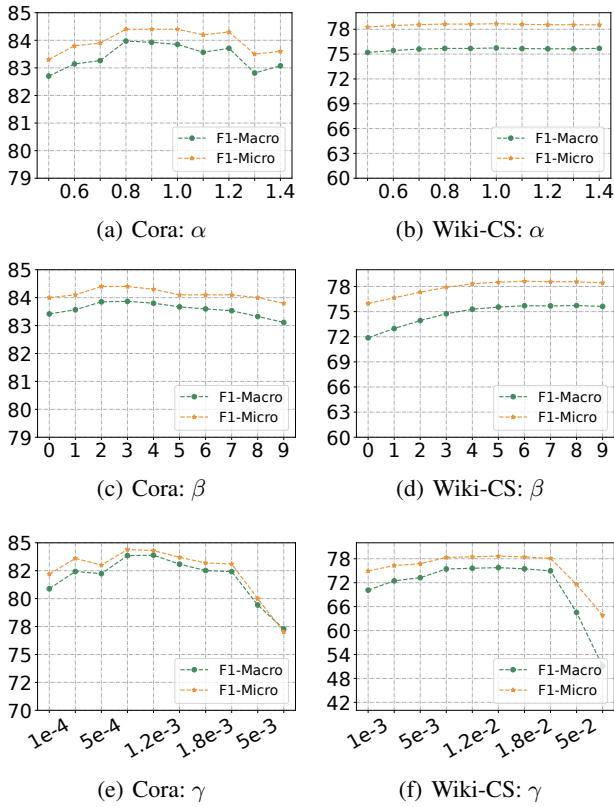 85
84
83
82
81
80
79
0.6 0.8 1.0 1.2 1.4
F1-Macro
F1-Micro
(a) Cora: α
78
75
72
69
66
63
60
0.6 0.8 1.0 1.2 1.4
F1-Macro
F1-Micro
(b) Wiki-CS: α
85
84
83
82
81
80
79
0 1 2 3 4 5 6 7 8 9
F1-Macro
F1-Micro
(c) Cora: β
78
75
72
69
66
63
60
0 1 2 3 4 5 6 7 8 9
F1-Macro
F1-Micro
(d) Wiki-CS: β
85
82
80
78
75
72
70
1e-4 5e-4 1.2e-3 1.8e-3 5e-3
F1-Macro
F1-Micro
(e) Cora: γ
78
72
66
60
54
48
42
1e-3 5e-3 1.2e-2 1.8e-2 5e-2
F1-Macro
F1-Micro
(f) Wiki-CS: γ